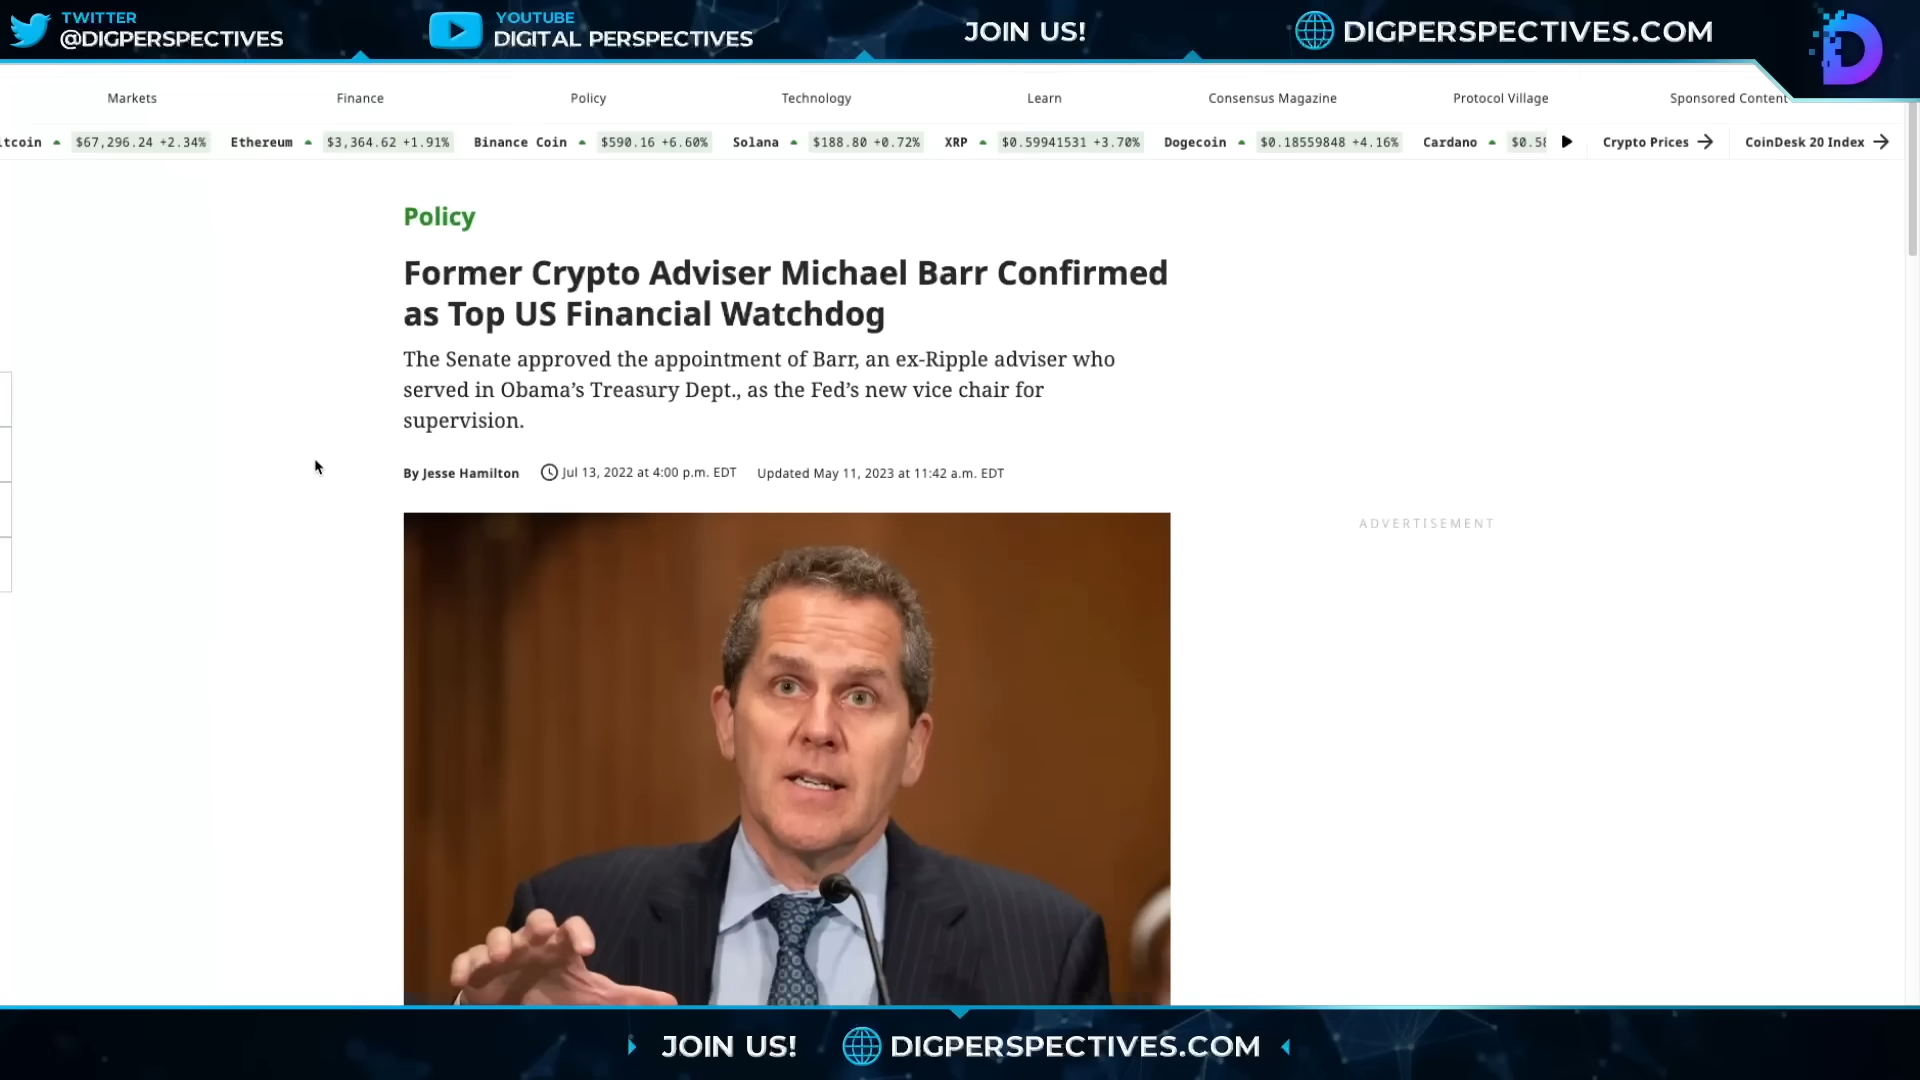 TWITTER
@DIGPERSPECTIVES
YOUTUBE
DIGITAL PERSPECTIVES
JOIN US!
DIGPERSPECTIVES.COM
Markets Finance Policy Technology Learn Consensus Magazine Protocol Village Sponsored Content
itcoin $67,296.24 +2.34% Ethereum $3,364.62 +1.91% Binance Coin $590.16 +6.60% Solana $188.80 +0.72% XRP $0.59941531 +3.70% Dogecoin $0.18559848 +4.16% Cardano $0.58 Crypto Prices → CoinDesk 20 Index →
Policy
Former Crypto Adviser Michael Barr Confirmed
as Top US Financial Watchdog
The Senate approved the appointment of Barr, an ex-Ripple adviser who
served in Obama’s Treasury Dept., as the Fed’s new vice chair for
supervision.
By Jesse Hamilton Jul 13, 2022 at 4:00 p.m. EDT Updated May 11, 2023 at 11:42 a.m. EDT
ADVERTISEMENT
JOIN US! DIGPERSPECTIVES.COM